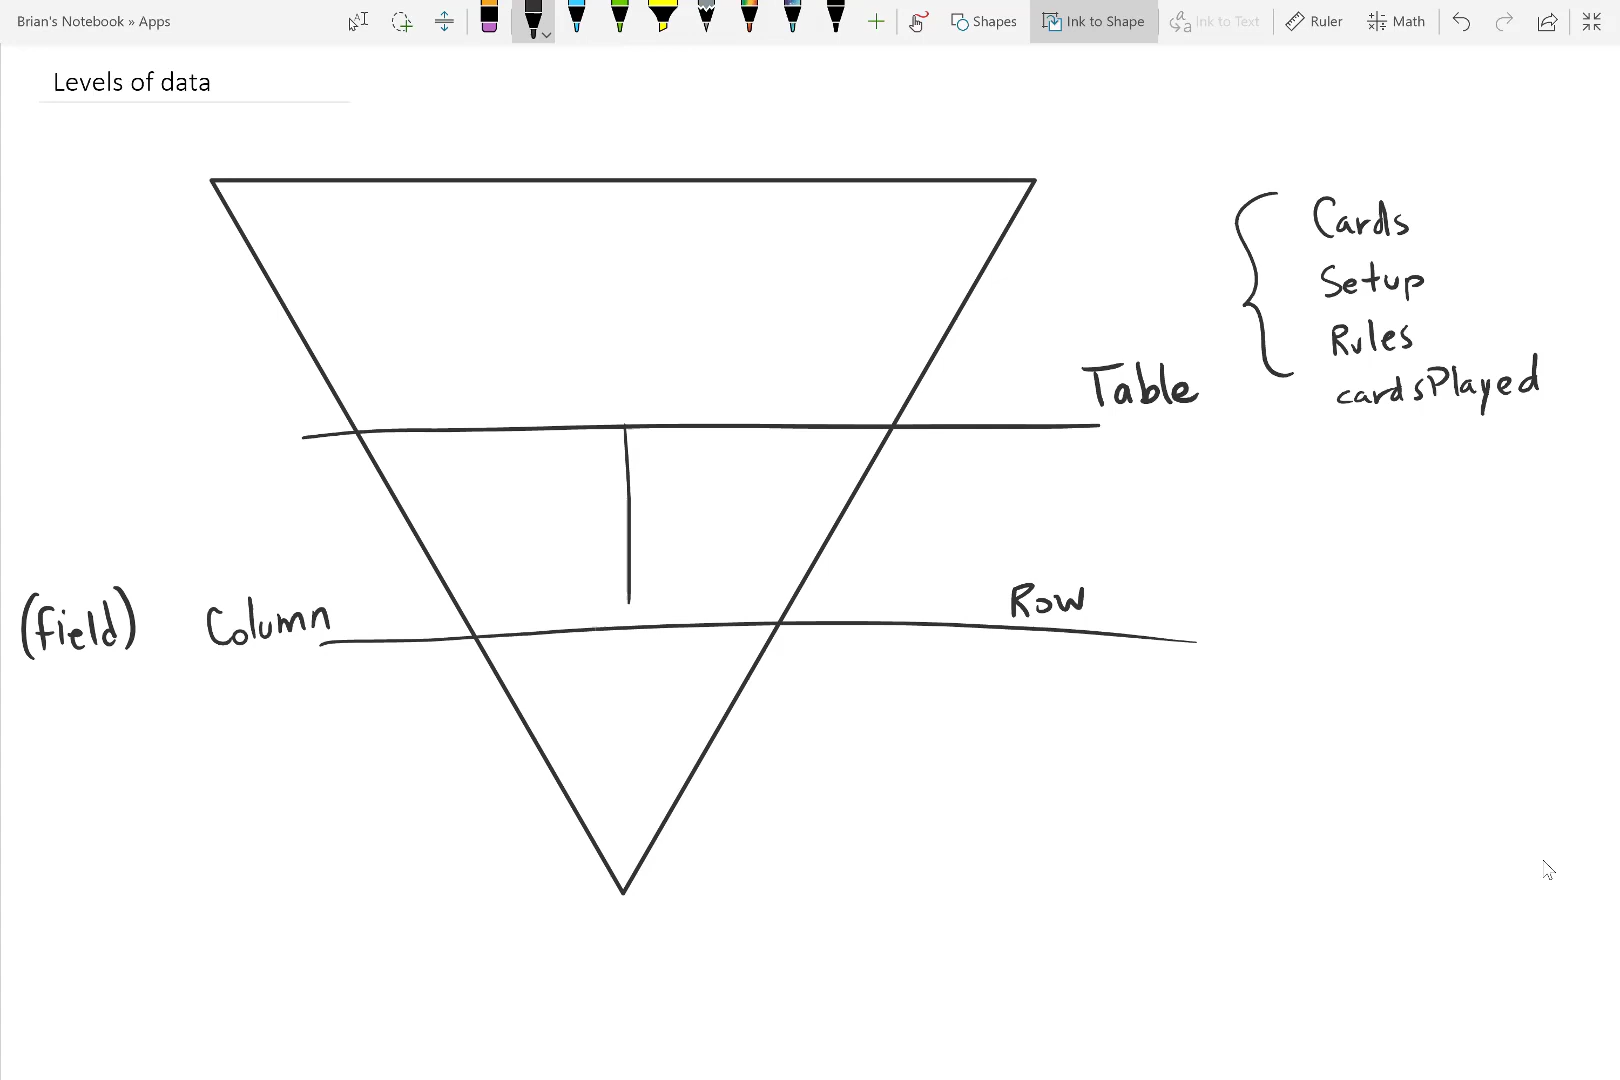 Brian's Notebook » Apps
Shapes
Ink to Shape
Ink to Text
Ruler
Math
Levels of data
Cards
Setup
Rules
cardsPlayed
Table
(field) Column
Row